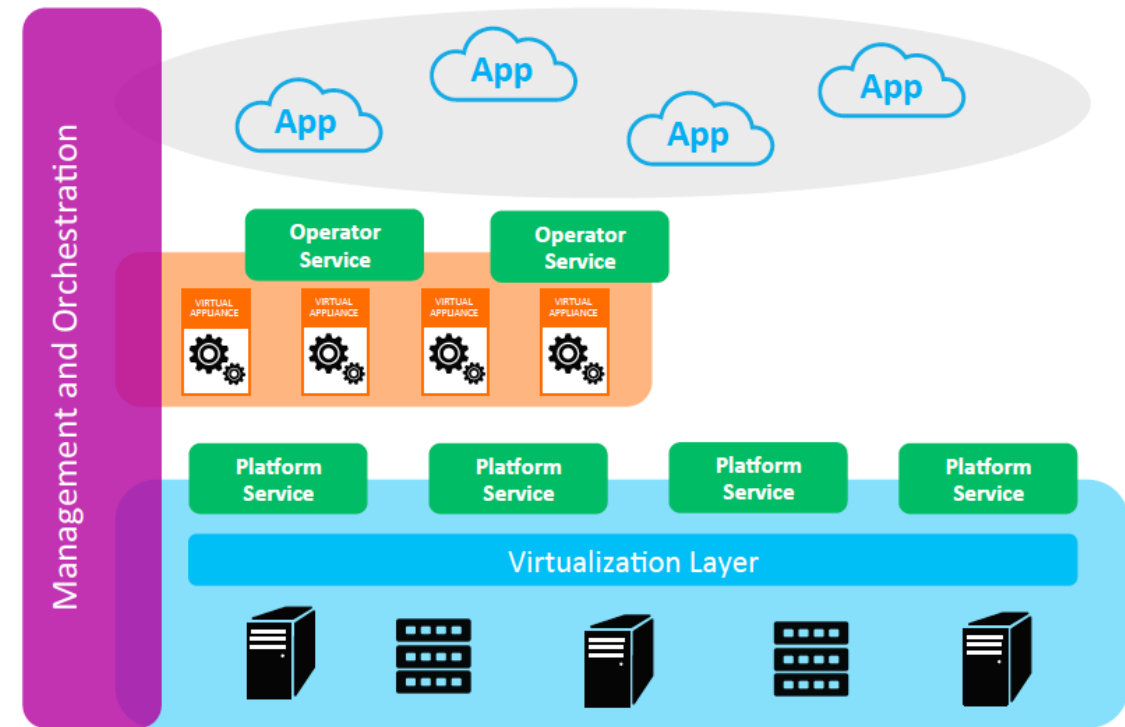 Management and Orchestration
App
App
App
App
Operator
Service
Operator
Service
VIRTUAL
APPLIANCE
VIRTUAL
APPLIANCE
VIRTUAL
APPLIANCE
VIRTUAL
APPLIANCE
Platform
Service
Platform
Service
Platform
Service
Platform
Service
Virtualization Layer